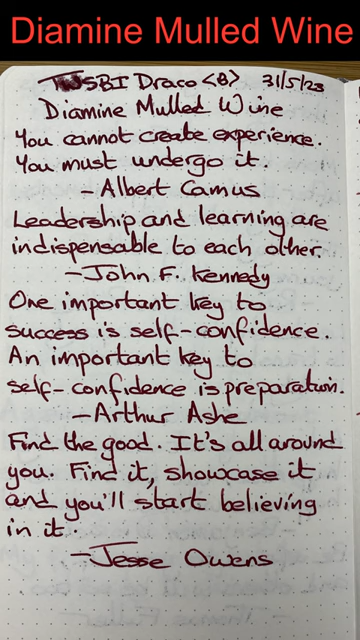 Diamine Mulled Wine
TWSBI Draco <B> 31/5/23
Diamine Mulled Wine
You cannot create experience.
You must undergo it.
- Albert Camus
Leadership and learning are
indispensable to each other.
- John F. Kennedy
One important key to
success is self-confidence.
An important key to
self-confidence is preparation.
- Arthur Ashe
Find the good. It's all around
you. Find it, showcase it
and you'll start believing
in it.
- Jesse Owens